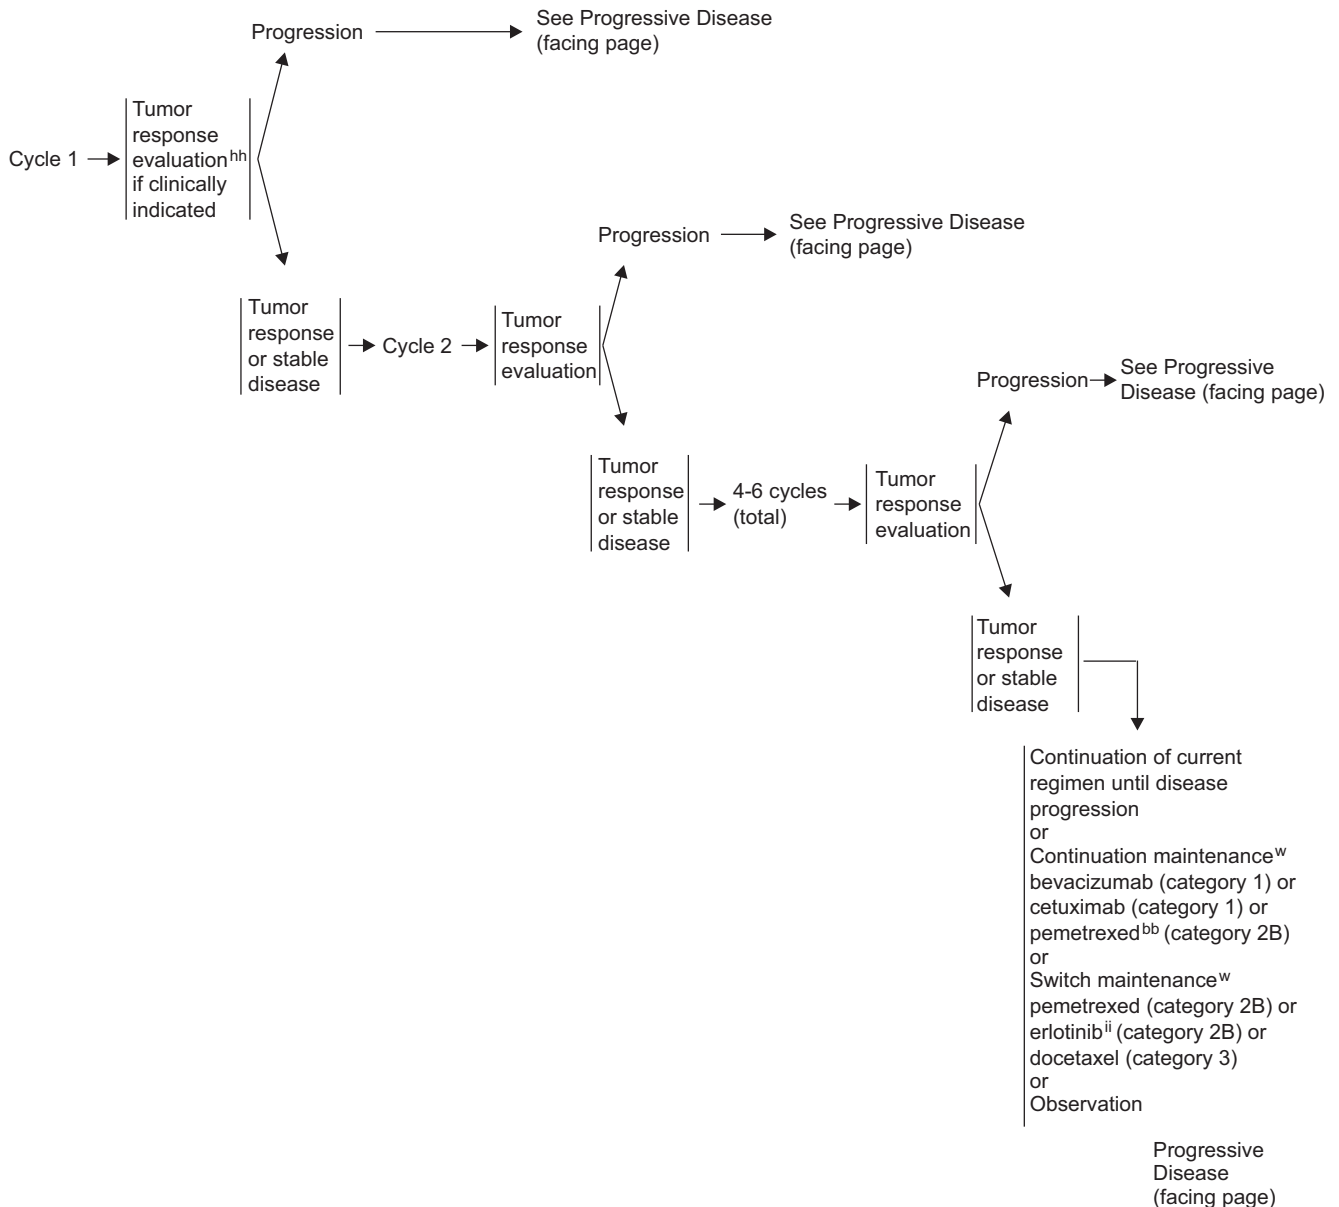 Progression
See Progressive Disease
(facing page)
Cycle 1
Tumor
response
evaluationhh
if clinically
indicated
Progression
See Progressive Disease
(facing page)
Tumor
response
or stable
disease
Cycle 2
Tumor
response
evaluation
Progression
See Progressive
Disease (facing page)
Tumor
response
or stable
disease
4-6 cycles
(total)
Tumor
response
evaluation
Tumor
response
or stable
disease
Continuation of current
regimen until disease
progression
or
Continuation maintenancew
bevacizumab (category 1) or
cetuximab (category 1) or
pemetrexedbb (category 2B)
or
Switch maintenancew
pemetrexed (category 2B) or
erlotinibii (category 2B) or
docetaxel (category 3)
or
Observation
Progressive
Disease
(facing page)